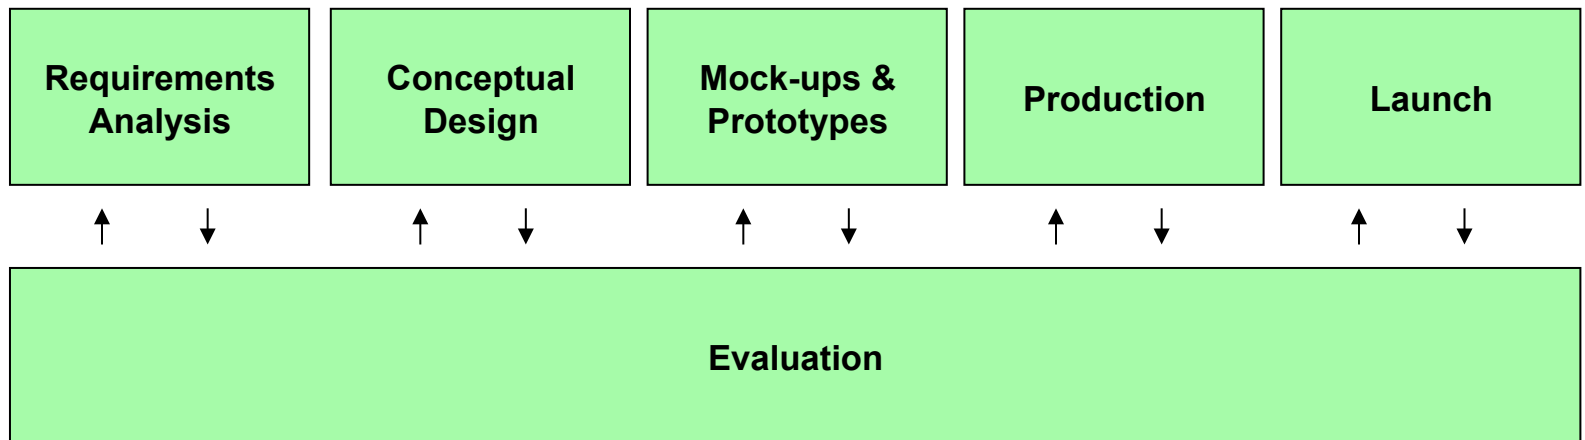 Requirements
Analysis
Conceptual
Design
Mock-ups &
Prototypes
Production
Launch
Evaluation